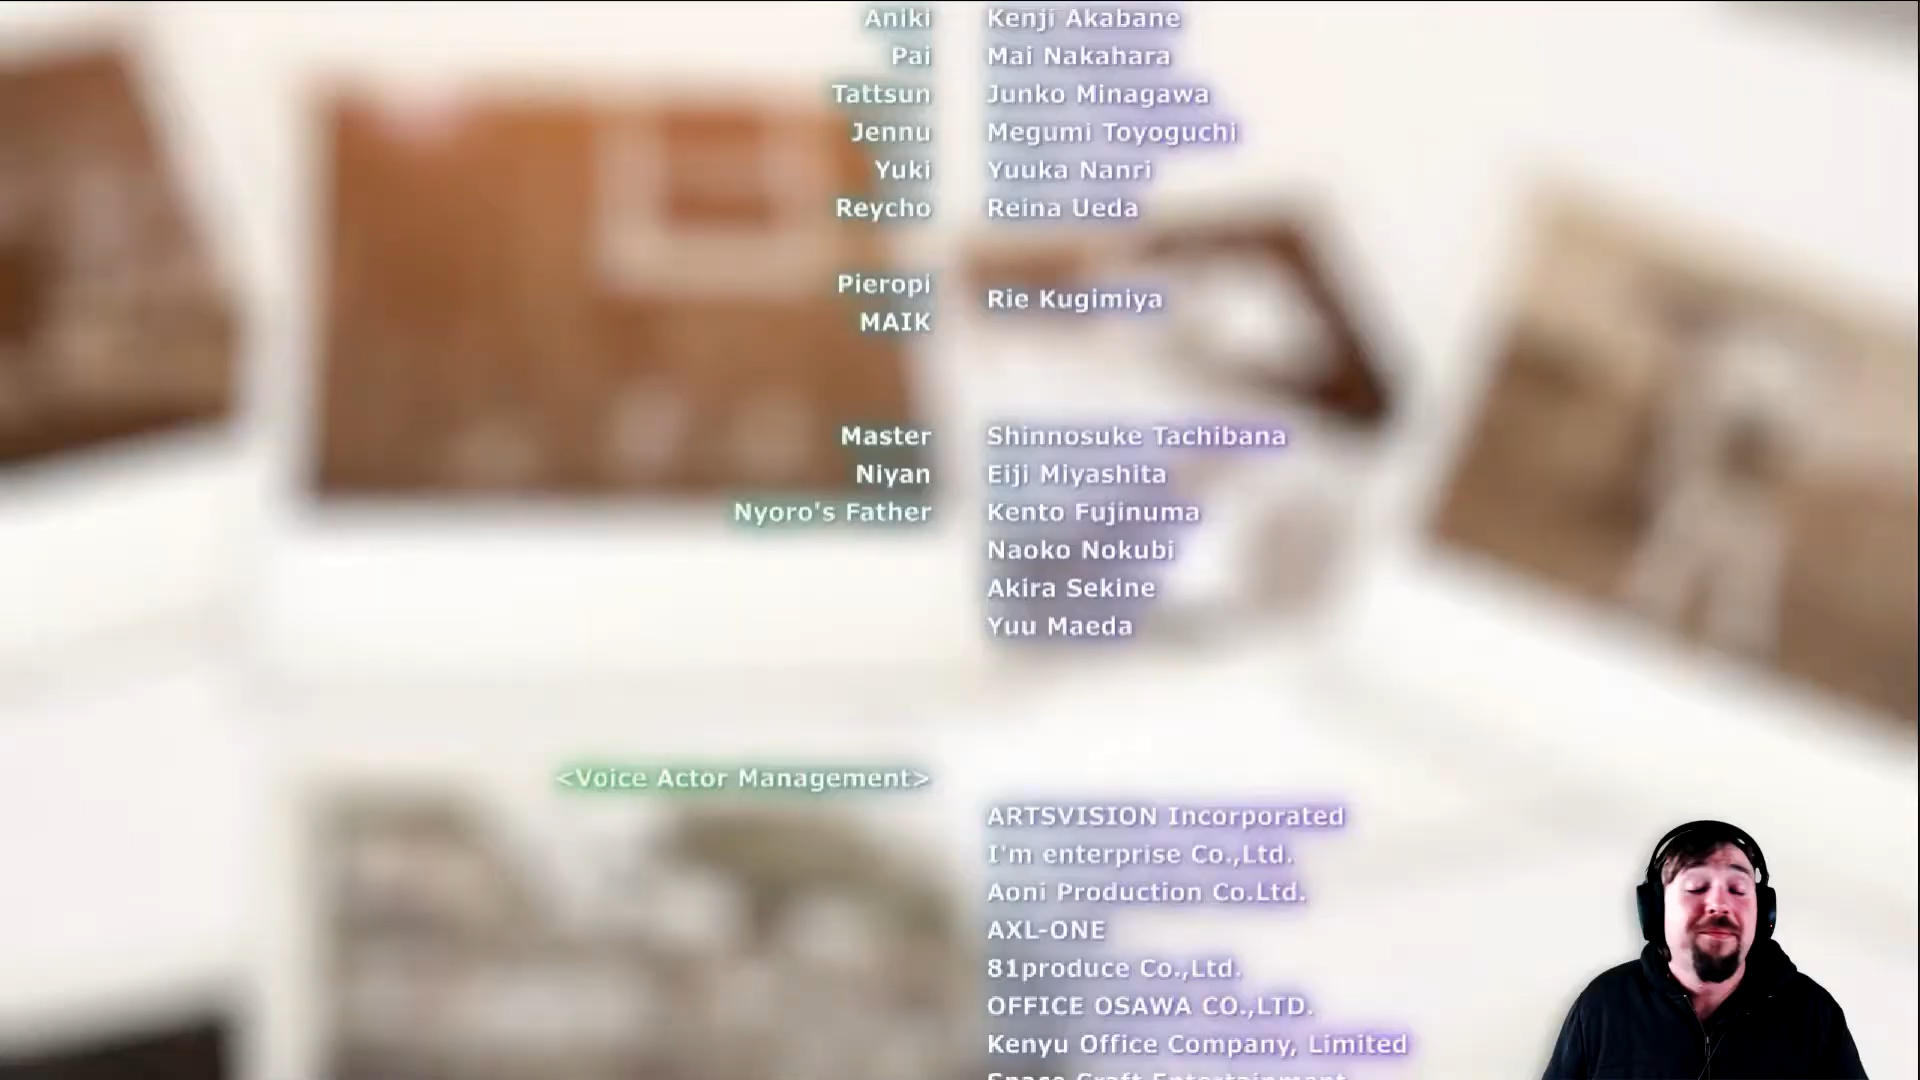 Aniki Kenji Akabane
Pai Mai Nakahara
Tattsun Junko Minagawa
Jennu Megumi Toyoguchi
Yuki Yuuka Nanri
Reycho Reina Ueda
Pieropi
Rie Kugimiya
MAIK
Master Shinnosuke Tachibana
Niyan Eiji Miyashita
Nyoro's Father Kento Fujinuma
Naoko Nokubi
Akira Sekine
Yuu Maeda
<Voice Actor Management>
ARTSVISION Incorporated
I'm enterprise Co.,Ltd.
Aoni Production Co.Ltd.
AXL-ONE
81produce Co.,Ltd.
OFFICE OSAWA CO.,LTD.
Kenyu Office Company, Limited
Space Craft Entertainment